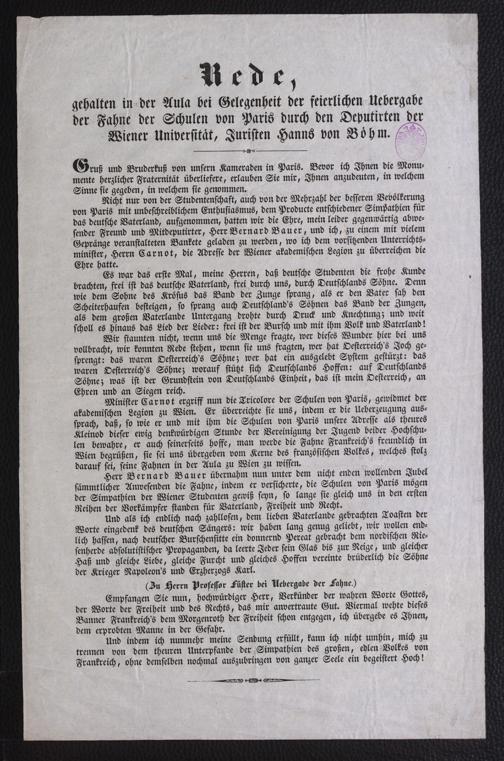 Rede,
gehalten in der Aula bei Gelegenheit der feierlichen Uebergabe
der Fahne der Schulen von Paris durch den Deputirten der
Wiener Universität, Juristen Hanns von Böhm.
Gruß und Bruderkuß von unsern Kameraden in Paris. Bevor ich Ihnen die Monu-
mente herzlicher Fraternität überliefere, erlauben Sie mir, Ihnen anzudeuten, in welchem
Sinne sie gegeben, in welchem sie genommen.
Nicht nur von der Studentenschaft, auch von der Mehrzahl der besseren Bevölkerung
von Paris mit unbeschreiblichem Enthusiasmus, dem Producte entschiedener Simpathien für
das deutsche Vaterland, aufgenommen, hatten wir die Ehre, mein leider gegenwärtig abwe-
sender Freund und Mitdeputirter, Herr Bernard Bauer, und ich, zu einem mit vielem
Gepränge veranstalteten Bankete geladen zu werden, wo ich dem vorsitzenden Unterrichts-
minister, Herrn Carnot, die Adresse der Wiener akademischen Legion zu überreichen die
Ehre hatte.
Es war das erste Mal, meine Herren, daß deutsche Studenten die frohe Kunde
brachten, frei ist das deutsche Vaterland, frei durch uns, durch Deutschlands Söhne. Denn
wie dem Sohne des Krösus das Band der Zunge sprang, als er den Vater sah den
Scheiterhaufen besteigen, so sprang auch Deutschland's Söhnen das Band der Zungen,
als dem großen Vaterlande Untergang drohte durch Druck und Knechtung; und weit
scholl es hinaus das Lied der Lieder: frei ist der Bursch und mit ihm Volk und Vaterland!
Wir staunten nicht, wenn uns die Menge fragte, wer dieses Wunder hier bei uns
vollbracht, wir konnten Rede stehen, wenn sie uns fragten, wer hat Oesterreich's Joch ge-
sprengt: das waren Oesterreich's Söhne; wer hat ein ausgelebt System gestürzt: das
waren Oesterreich's Söhne; worauf stützt sich Deutschlands Hoffen: auf Deutschlands
Söhne; was ist der Grundstein von Deutschlands Einheit, das ist mein Oesterreich, an
Ehren und an Siegen reich.
Minister Carnot ergriff nun die Tricolore der Schulen von Paris, gewidmet der
akademischen Legion zu Wien. Er überreichte sie uns, indem er die Ueberzeugung aus-
sprach, daß, so wie er und mit ihm die Schulen von Paris unsere Adresse als theures
Kleinod dieser ewig denkwürdigen Stunde der Vereinigung der Jugend beider Hochschu-
len bewahre, er auch seinerseits hoffe, man werde die Fahne Frankreich's freundlich in
Wien begrüßen, sie sei uns übergeben vom Kerne des französischen Volkes, welches stolz
darauf sei, seine Fahnen in der Aula zu Wien zu wissen.
Herr Bernard Bauer übernahm nun unter dem nicht enden wollenden Jubel
sämmtlicher Anwesenden die Fahne, indem er versicherte, die Schulen von Paris mögen
der Simpathien der Wiener Studenten gewiß seyn, so lange sie gleich uns in den ersten
Reihen der Vorkämpfer standen für Vaterland, Freiheit und Recht.
Und als ich endlich nach zahllosen, dem lieben Vaterlande gebrachten Toasten der
Worte eingedenk des deutschen Sängers: wir haben lang genug geliebt, wir wollen end-
lich hassen, nach deutscher Burschensitte ein donnernd Pereat gebracht dem nordischen Rie-
senherde absolutistischer Propaganden, da leerte Jeder sein Glas bis zur Neige, und gleicher
Haß und gleiche Liebe, gleiche Furcht und gleiches Hoffen vereinte brüderlich die Söhne
der Krieger Napoleon's und Erzherzogs Karl.
(Zu Herrn Professor Füster bei Uebergabe der Fahne.)
Empfangen Sie nun, hochwürdiger Herr, Verkünder der wahren Worte Gottes,
der Worte der Freiheit und des Rechts, das mir anvertraute Gut. Viermal wehte dieses
Banner Frankreich's dem Morgenroth der Freiheit schon entgegen, ich übergebe es Ihnen,
dem erprobten Manne in der Gefahr.
Und indem ich nunmehr meine Sendung erfüllt, kann ich nicht umhin, mich zu
trennen von dem theuren Unterpfande der Simpathien des großen, edlen Volkes von
Frankreich, ohne demselben nochmal auszubringen von ganzer Seele ein begeistert Hoch!